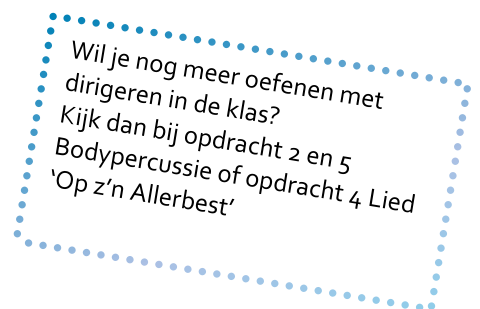 Wil je nog meer oefenen met
dirigeren in de klas?
Kijk dan bij opdracht 2 en 5
Bodypercussie of opdracht 4 Lied
‘Op z’n Allerbest’